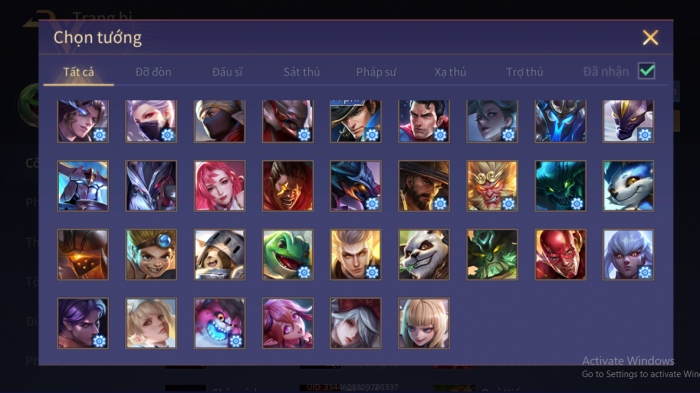 Trang bị
Chọn tướng
Tất cả
Đỡ đòn
Đấu sĩ
Sát thủ
Pháp sư
Xạ thủ
Trợ thủ
Đã nhận
Activate Windows
Go to Settings to activate Win